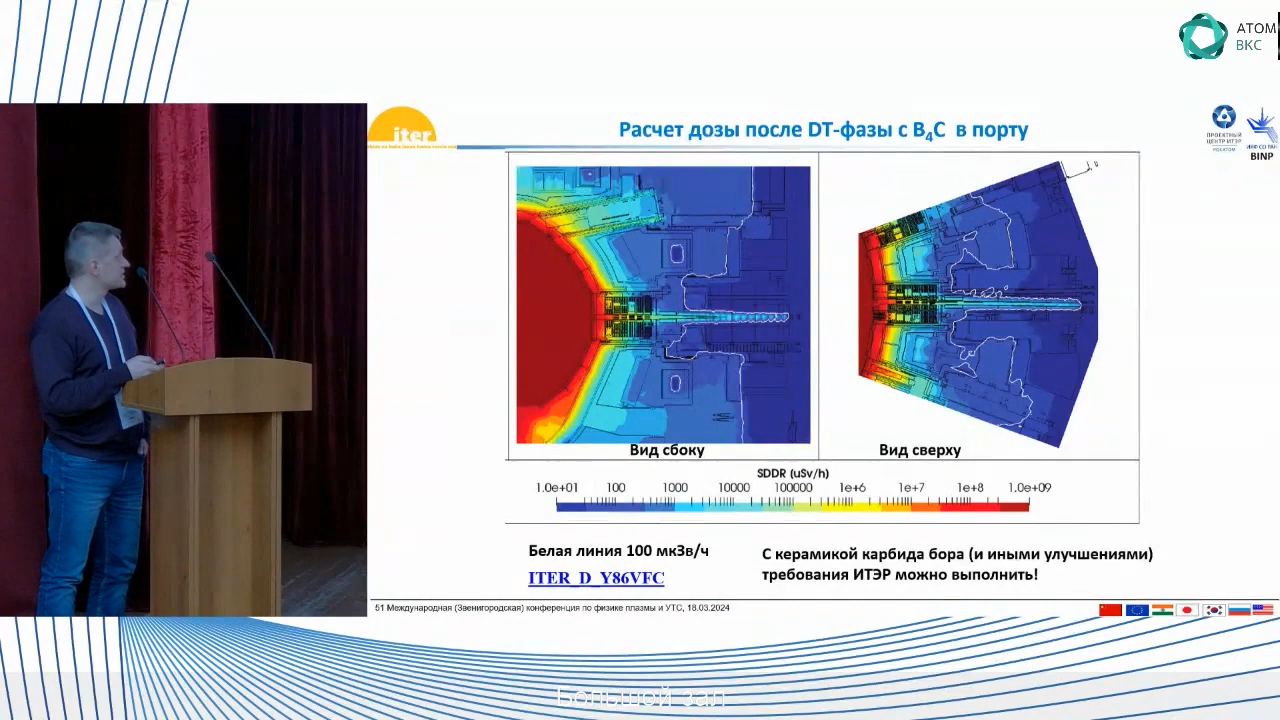 АТОМ
ВКС
iter
Расчет дозы после DT-фазы с B₄C в порту
ПРОЕКТНЫЙ
ЦЕНТР ИТЭР
BINP
Вид сбоку
Вид сверху
SDDR (uSv/h)
1.0e+01 100 1000 10000 100000 1e+6 1e+7 1e+8 1.0e+09
Белая линия 100 мкЗв/ч
ITER_D_Y86VFC
С керамикой карбида бора (и иными улучшениями)
требования ИТЭР можно выполнить!
51 Международная (Звенигородская) конференция по физике плазмы и УТС, 18.03.2024
Большой зал